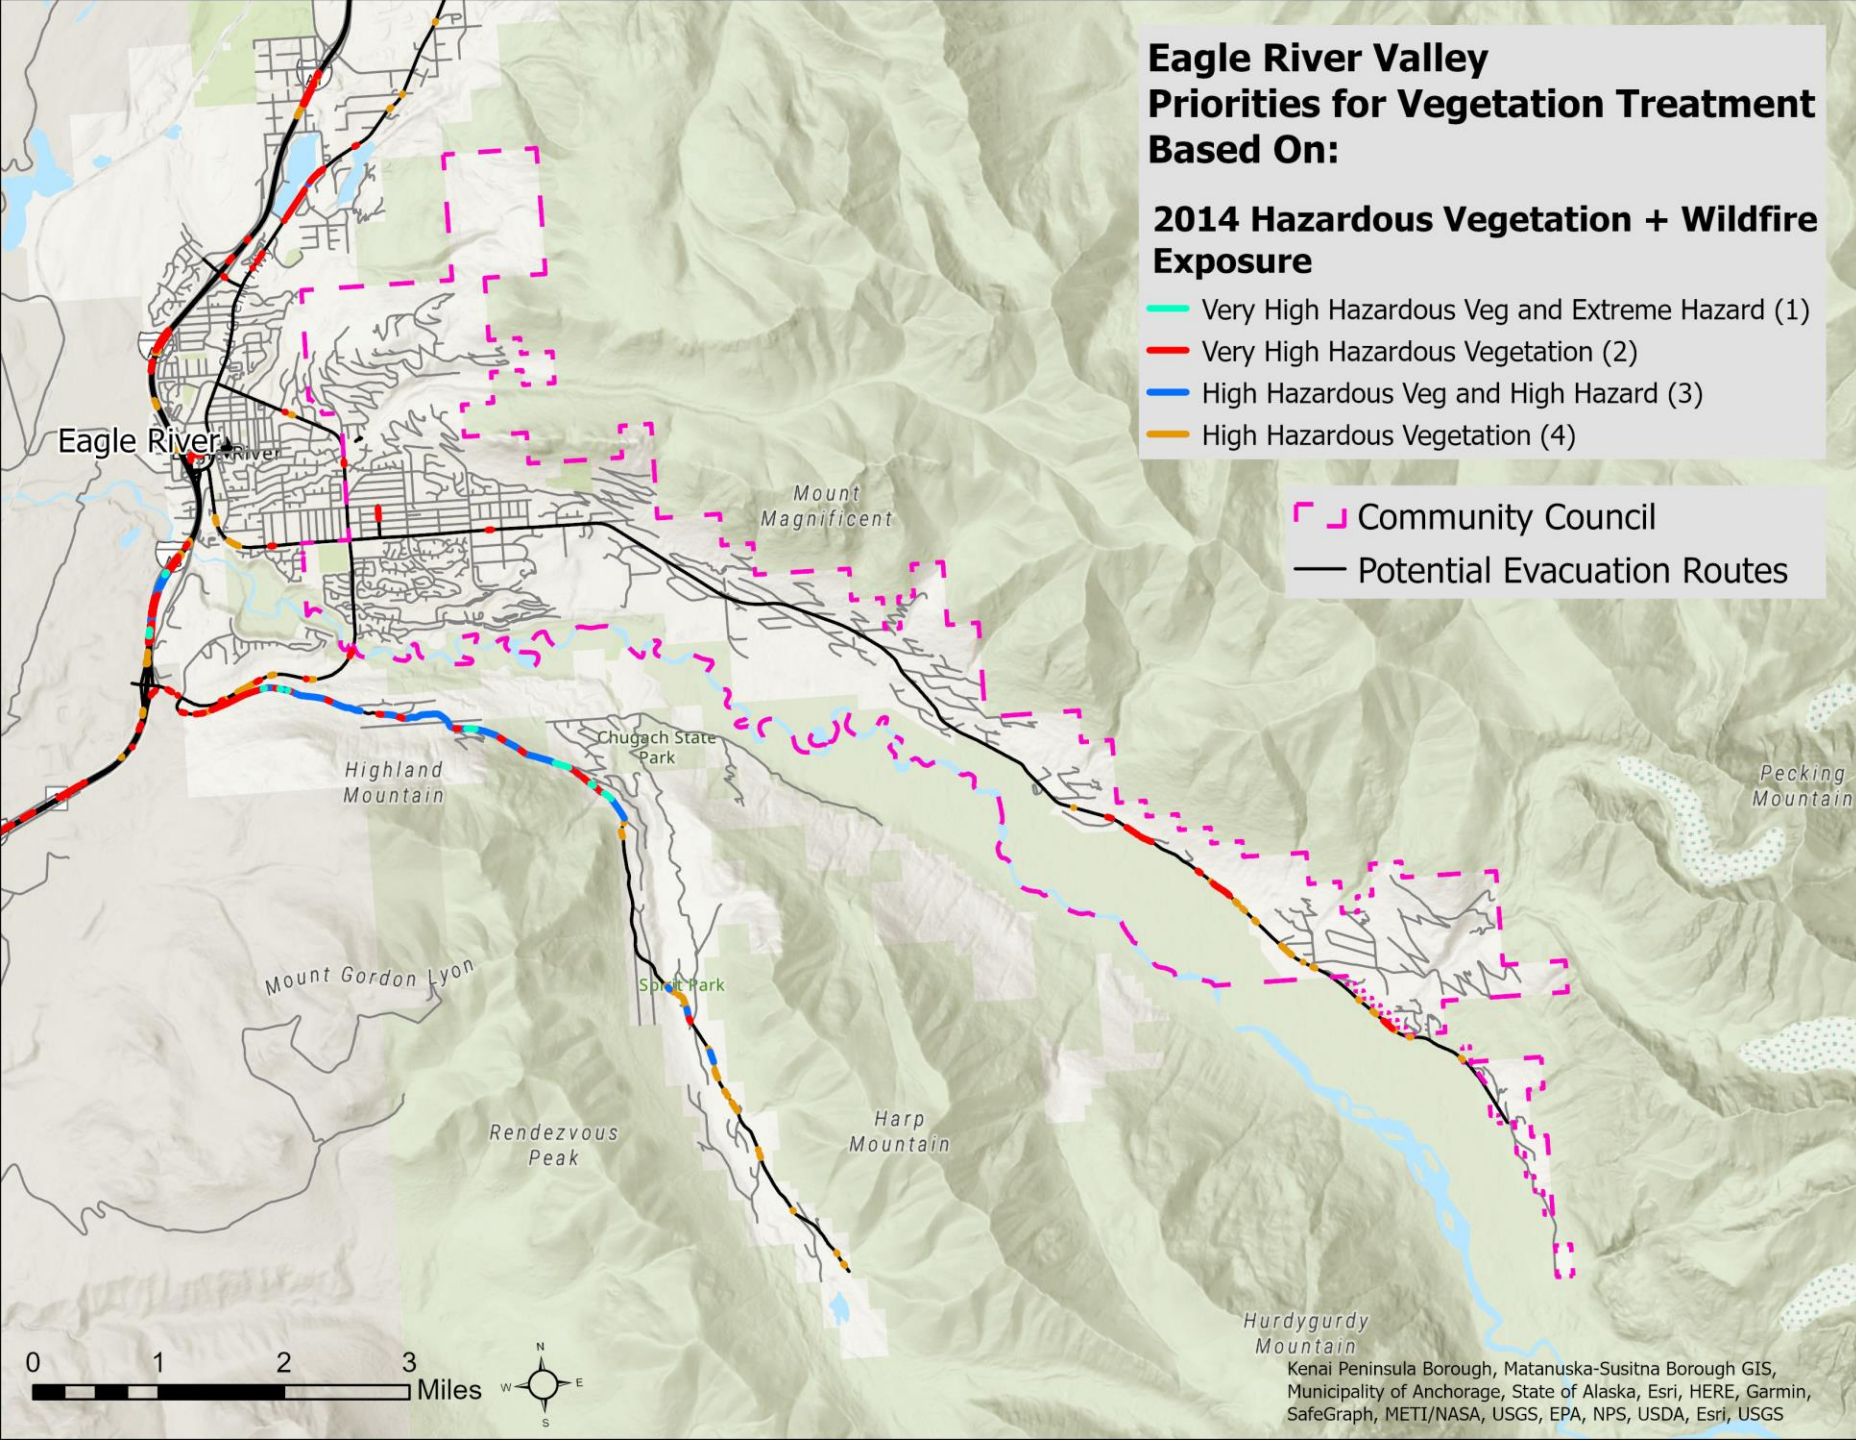 Eagle River Valley
Priorities for Vegetation Treatment
Based On:
2014 Hazardous Vegetation + Wildfire
Exposure
Very High Hazardous Veg and Extreme Hazard (1)
Very High Hazardous Vegetation (2)
High Hazardous Veg and High Hazard (3)
High Hazardous Vegetation (4)
Community Council
Potential Evacuation Routes
Eagle River
River
Mount
Magnificent
Chugach State
Park
Highland
Mountain
Pecking
Mountain
Mount Gordon Lyon
Spirit Park
Rendezvous
Peak
Harp
Mountain
Hurdygurdy
Mountain
0 1 2 3
Miles
N
W E
S
Kenai Peninsula Borough, Matanuska-Susitna Borough GIS,
Municipality of Anchorage, State of Alaska, Esri, HERE, Garmin,
SafeGraph, METI/NASA, USGS, EPA, NPS, USDA, Esri, USGS